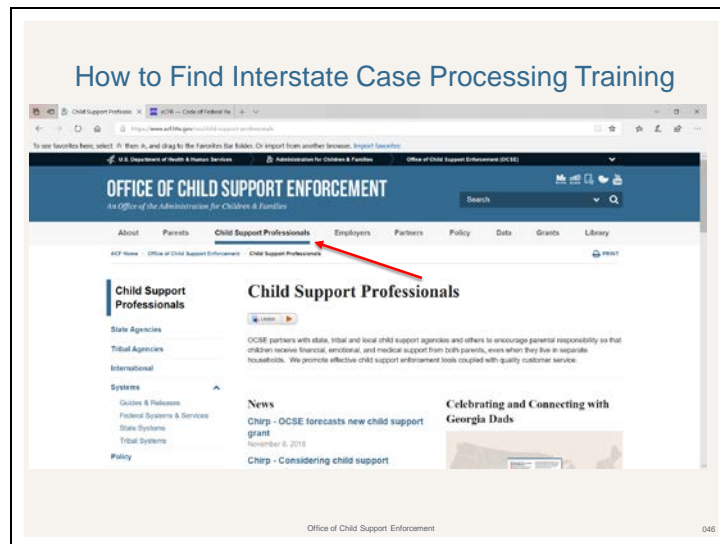 How to Find Interstate Case Processing Training
Child Support Professio
eCFR — Code of Federal Re
https://www.acf.hhs.gov/css/child-support-professionals
To see favorites here, select ☆ then ☆, and drag to the Favorites Bar folder. Or import from another browser. Import favorites
U.S. Department of Health & Human Services
Administration for Children & Families
Office of Child Support Enforcement (OCSE)
OFFICE OF CHILD SUPPORT ENFORCEMENT
An Office of the Administration for Children & Families
Search
About Parents Child Support Professionals Employers Partners Policy Data Grants Library
ACF Home Office of Child Support Enforcement Child Support Professionals
PRINT
Child Support
Professionals
State Agencies
Tribal Agencies
International
Systems
Guides & Releases
Federal Systems & Services
State Systems
Tribal Systems
Policy
Child Support Professionals
Listen
OCSE partners with state, tribal and local child support agencies and others to encourage parental responsibility so that
children receive financial, emotional, and medical support from both parents, even when they live in separate
households. We promote effective child support enforcement tools coupled with quality customer service.
News
Chirp - OCSE forecasts new child support
grant
November 8, 2018
Chirp - Considering child support
Celebrating and Connecting with
Georgia Dads
Office of Child Support Enforcement
046